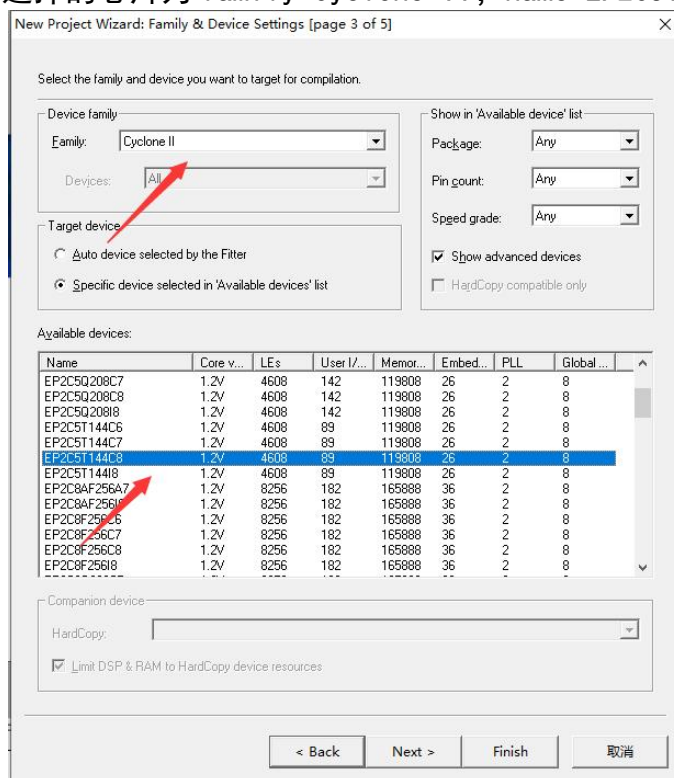 New Project Wizard: Family & Device Settings [page 3 of 5]
Select the family and device you want to target for compilation.
Device family
Family: Cyclone II
Devices: All
Target device
Auto device selected by the Fitter
Specific device selected in 'Available devices' list
Show in 'Available device' list
Package: Any
Pin count: Any
Speed grade: Any
Show advanced devices
HardCopy compatible only
Available devices:
Name Core v... LEs User I/... Memor... Embed... PLL Global ...
EP2C5Q208C7 1.2V 4608 142 119808 26 2 8
EP2C5Q208C8 1.2V 4608 142 119808 26 2 8
EP2C5Q208I8 1.2V 4608 142 119808 26 2 8
EP2C5T144C6 1.2V 4608 89 119808 26 2 8
EP2C5T144C7 1.2V 4608 89 119808 26 2 8
EP2C5T144C8 1.2V 4608 89 119808 26 2 8
EP2C5T144I8 1.2V 4608 89 119808 26 2 8
EP2C8AF256A7 1.2V 8256 182 165888 36 2 8
EP2C8AF256I8 1.2V 8256 182 165888 36 2 8
EP2C8F256C6 1.2V 8256 182 165888 36 2 8
EP2C8F256C7 1.2V 8256 182 165888 36 2 8
EP2C8F256C8 1.2V 8256 182 165888 36 2 8
EP2C8F256I8 1.2V 8256 182 165888 36 2 8
Companion device
HardCopy:
Limit DSP & RAM to HardCopy device resources
< Back Next > Finish 取消